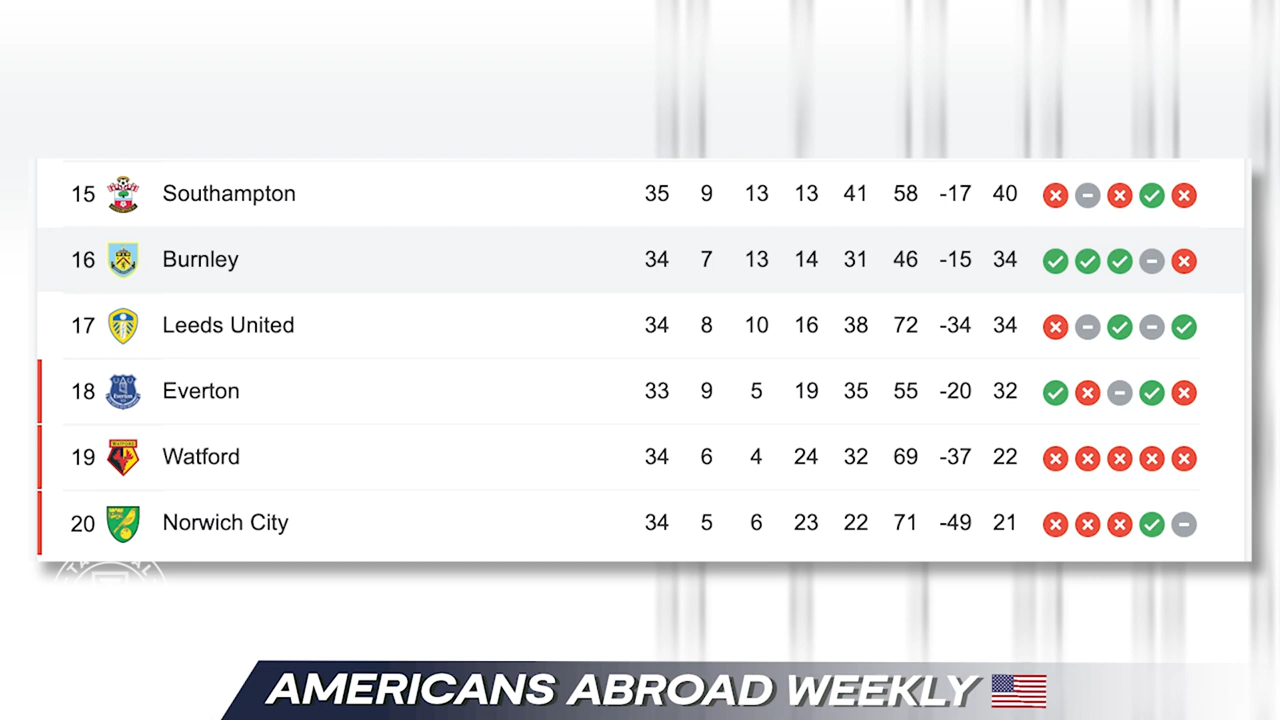 15 Southampton 35 9 13 13 41 58 -17 40
16 Burnley 34 7 13 14 31 46 -15 34
17 Leeds United 34 8 10 16 38 72 -34 34
18 Everton 33 9 5 19 35 55 -20 32
19 Watford 34 6 4 24 32 69 -37 22
20 Norwich City 34 5 6 23 22 71 -49 21
AMERICANS ABROAD WEEKLY